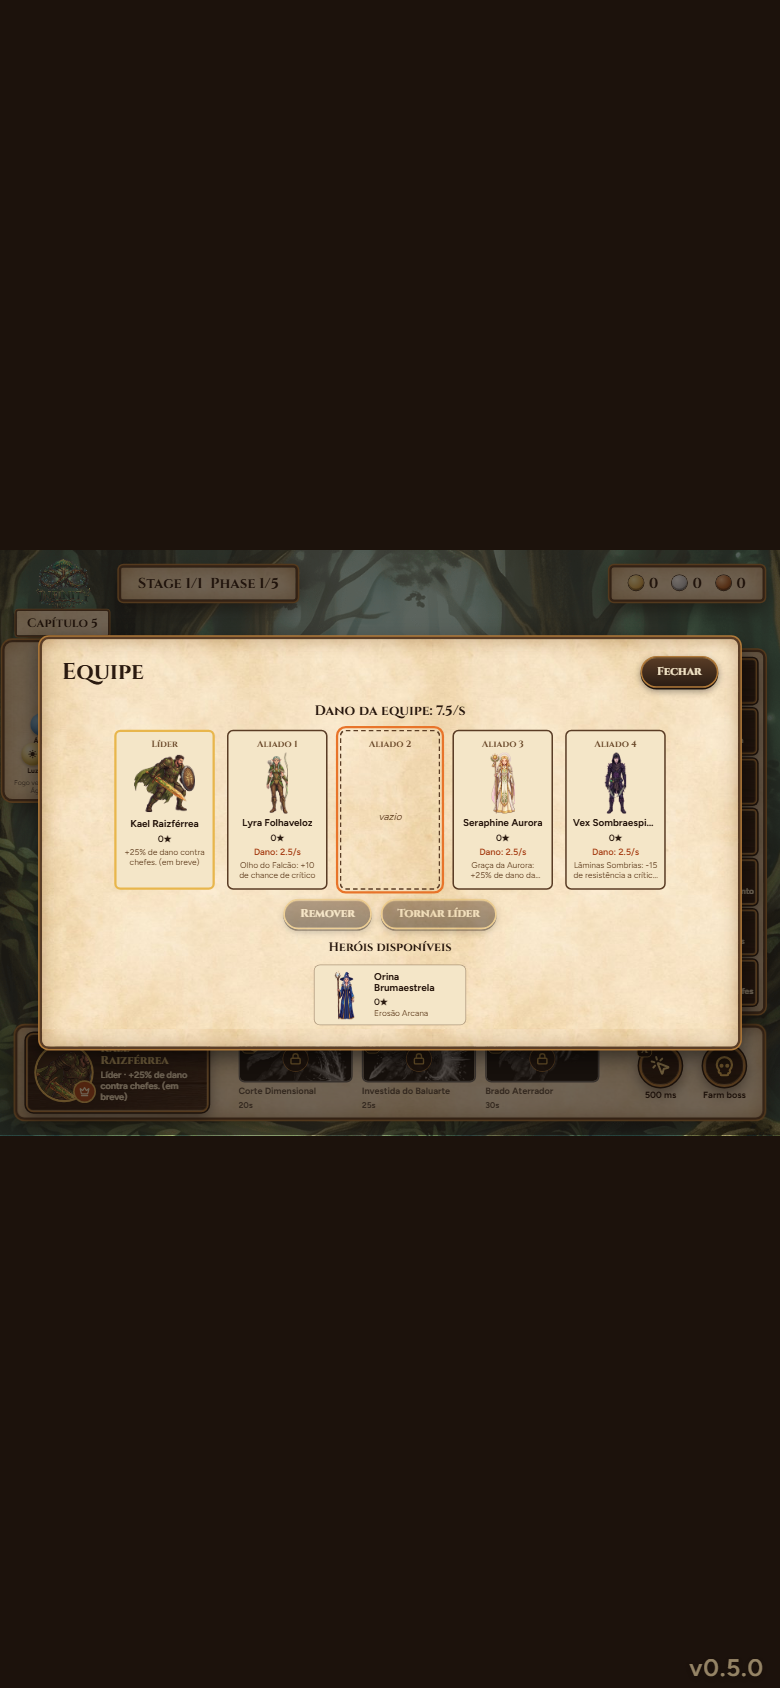 STAGE 1/1 PHASE 1/5
0 0 0
CAPÍTULO 5
EQUIPE
FECHAR
DANO DA EQUIPE: 7.5/S
LÍDER
Kael Raizférrea
0★
+25% de dano contra
chefes. (em breve)
ALIADO 1
Lyra Folhaveloz
0★
Dano: 2.5/s
Olho do Falcão: +10
de chance de crítico
ALIADO 2
vazio
ALIADO 3
Seraphine Aurora
0★
Dano: 2.5/s
Graça da Aurora:
+25% de dano da...
ALIADO 4
Vex Sombraespi...
0★
Dano: 2.5/s
Lâminas Sombrias: -15
de resistência a crític...
REMOVER
TORNAR LÍDER
HERÓIS DISPONÍVEIS
Orina
Brumaestrela
0★
Erosão Arcana
RAIZFÉRREA
Líder · +25% de dano
contra chefes. (em
breve)
Corte Dimensional
20s
Investida do Baluarte
25s
Brado Aterrador
30s
500 ms
Farm boss
v0.5.0